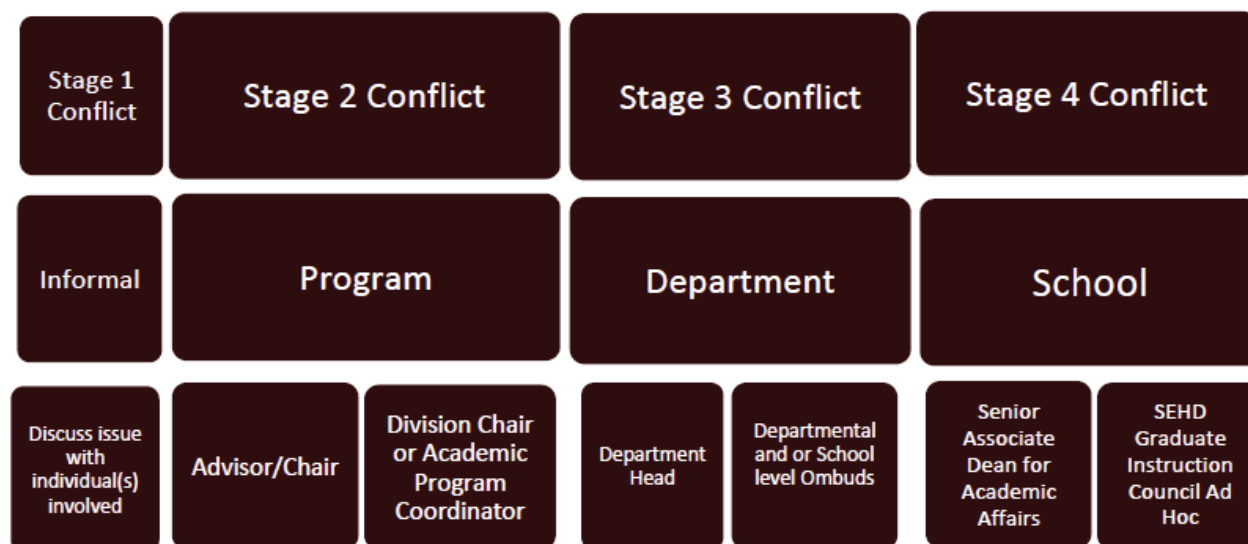 Stage 1
Conflict
Stage 2 Conflict
Stage 3 Conflict
Stage 4 Conflict
Informal
Program
Department
School
Discuss issue
with
individual(s)
involved
Advisor/Chair
Division Chair
or Academic
Program
Coordinator
Department
Head
Departmental
and or School
level Ombuds
Senior
Associate
Dean for
Academic
Affairs
SEHD
Graduate
Instruction
Council Ad
Hoc